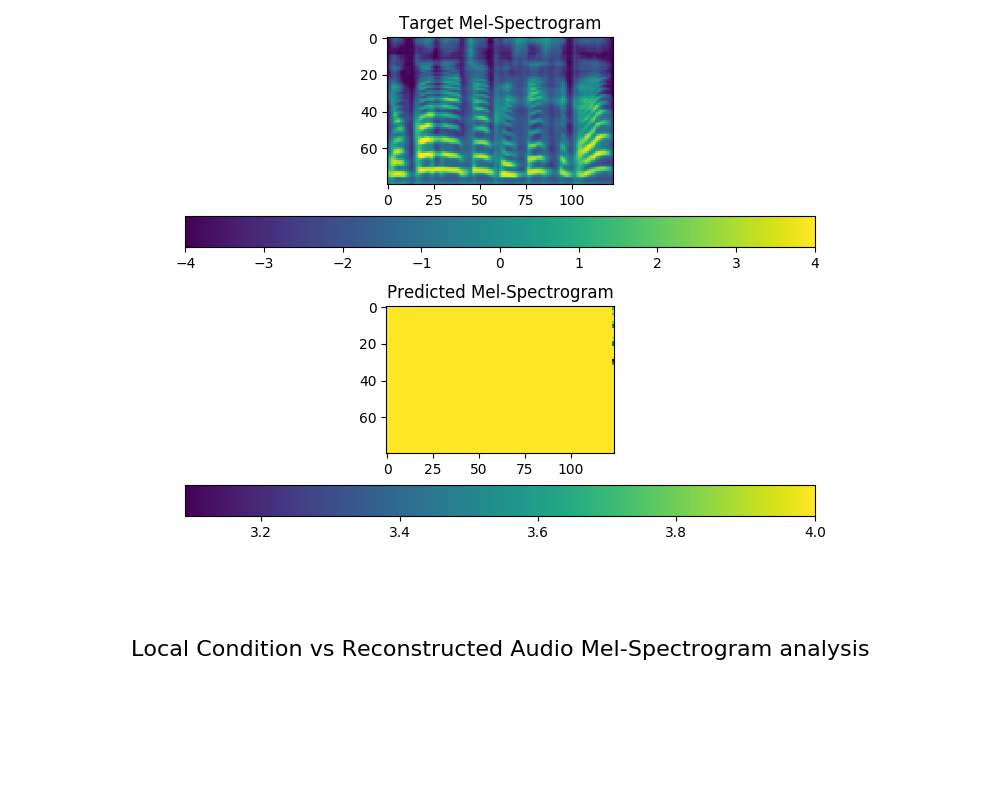 Target Mel-Spectrogram
0
20
40
60
0 25 50 75 100
−4 −3 −2 −1 0 1 2 3 4
Predicted Mel-Spectrogram
0
20
40
60
0 25 50 75 100
3.2 3.4 3.6 3.8 4.0
Local Condition vs Reconstructed Audio Mel-Spectrogram analysis